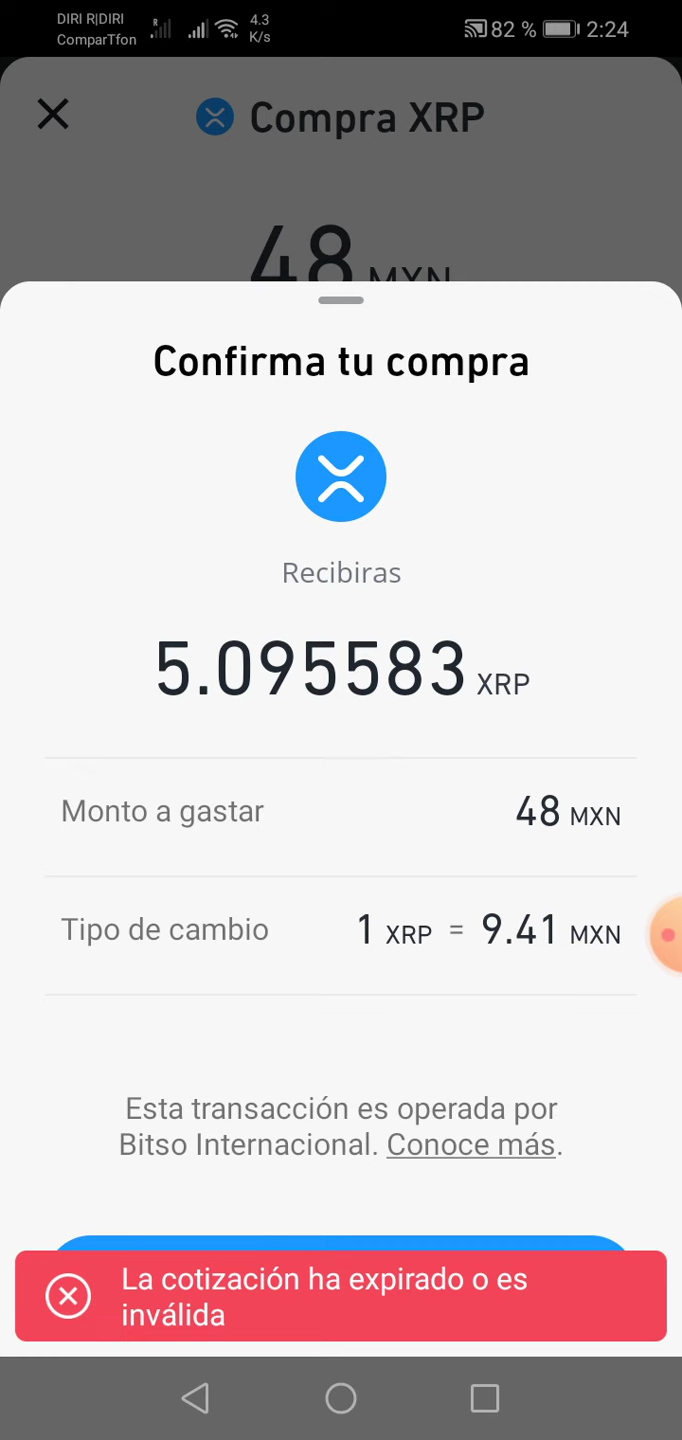 DIRI R|DIRI
ComparTfon
R
4.3
K/s
82 %
2:24
Compra XRP
48 MXN
Confirma tu compra
Recibiras
5.095583 XRP
Monto a gastar
48 MXN
Tipo de cambio
1 XRP = 9.41 MXN
Esta transacción es operada por
Bitso Internacional. Conoce más.
La cotización ha expirado o es
inválida